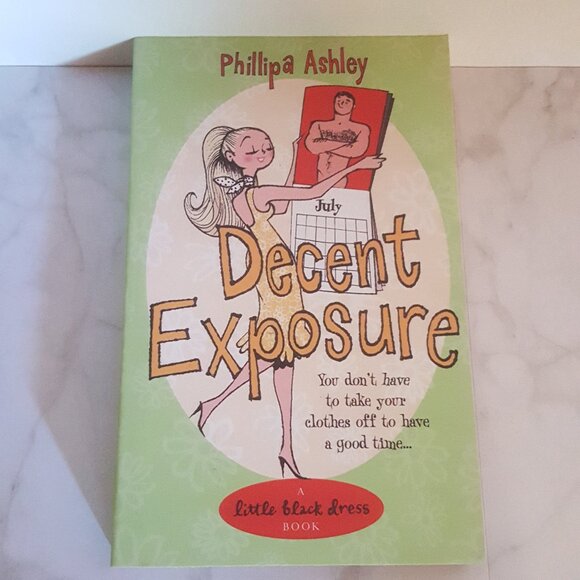 Phillipa Ashley
July
Decent
Exposure
You don't have
to take your
clothes off to have
a good time...
A
little black dress
BOOK